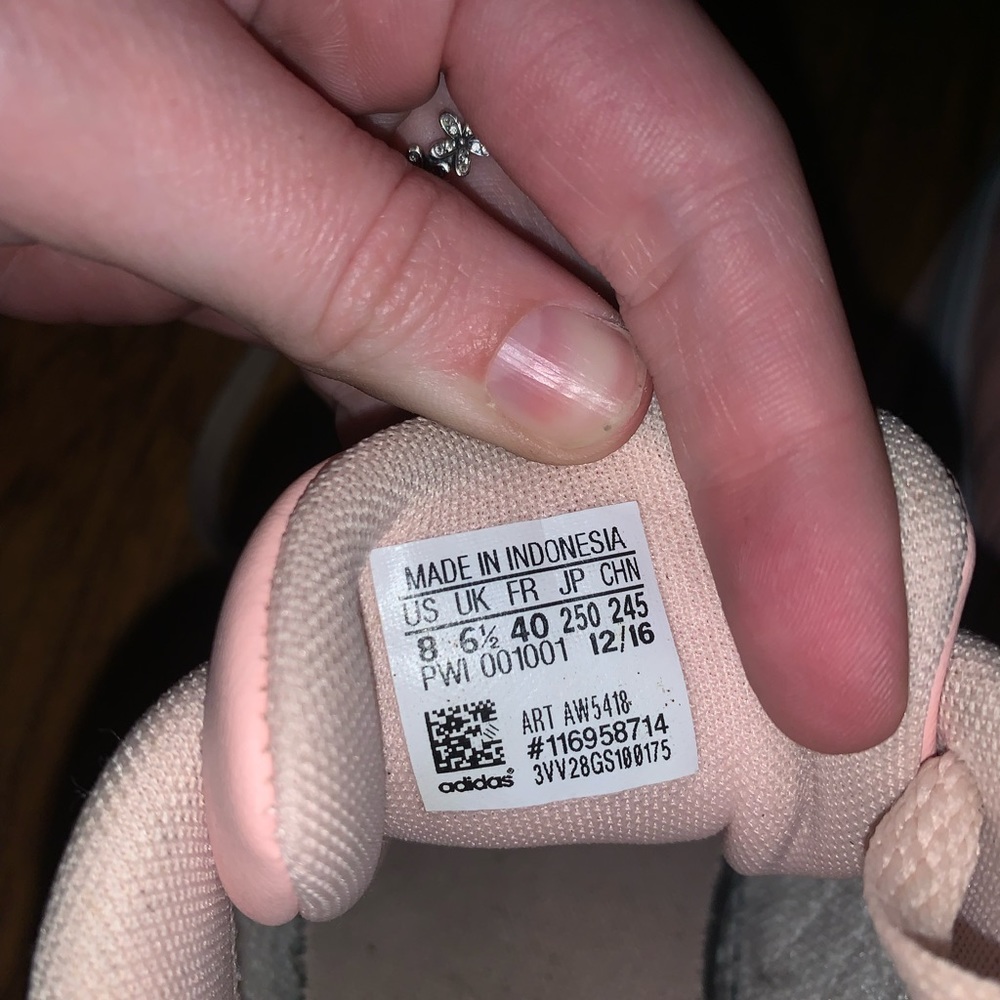 MADE IN INDONESIA
US UK FR JP CHN
8 6½ 40 250 245
PWI 001001 12/16
ART AW5418
#116958714
3VV28GS100175
adidas®